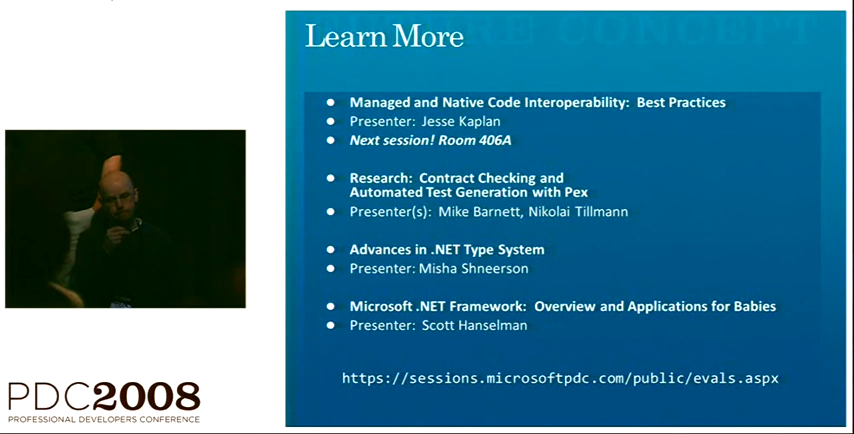 Learn More
Managed and Native Code Interoperability: Best Practices
Presenter: Jesse Kaplan
Next session! Room 406A
Research: Contract Checking and
Automated Test Generation with Pex
Presenter(s): Mike Barnett, Nikolai Tillmann
Advances in .NET Type System
Presenter: Misha Shneerson
Microsoft .NET Framework: Overview and Applications for Babies
Presenter: Scott Hanselman
https://sessions.microsoftpdc.com/public/evals.aspx
PDC2008
PROFESSIONAL DEVELOPERS CONFERENCE